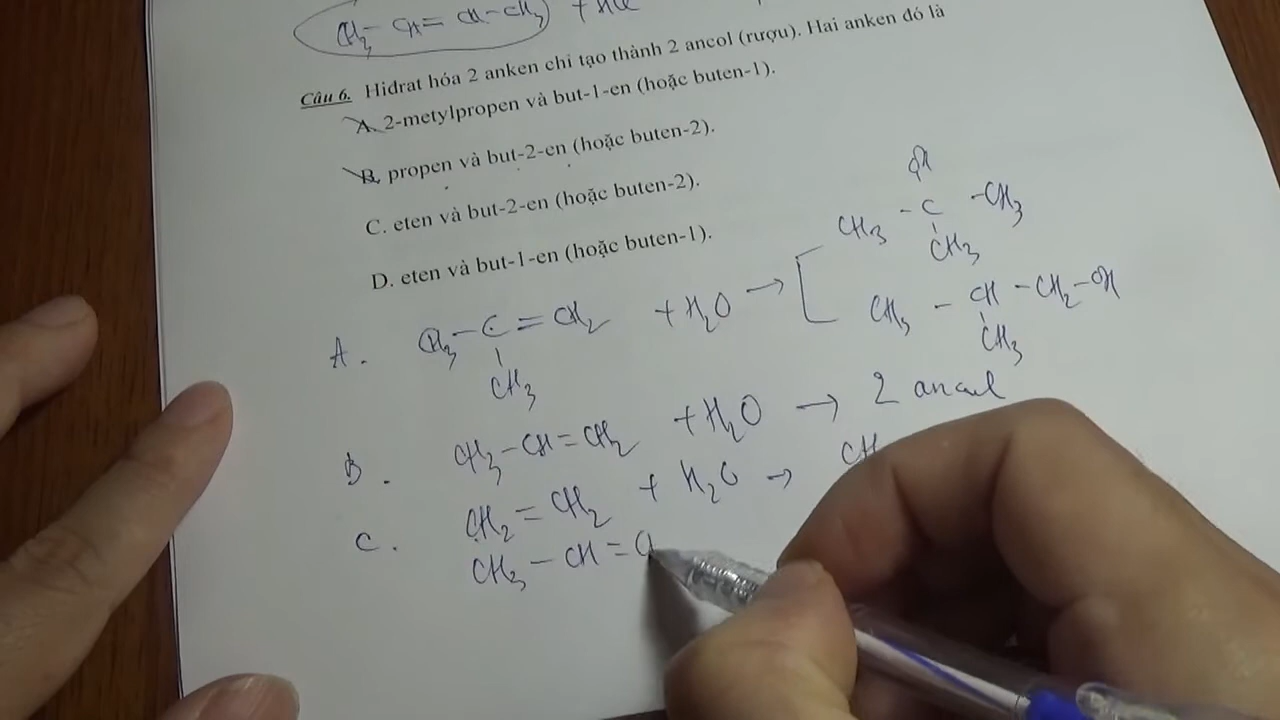 CH3 - CH = CH - CH3 + HCl
Câu 6. Hidrat hóa 2 anken chỉ tạo thành 2 ancol (rượu). Hai anken đó là
A. 2-metylpropen và but-1-en (hoặc buten-1).
B. propen và but-2-en (hoặc buten-2).
C. eten và but-2-en (hoặc buten-2).
D. eten và but-1-en (hoặc buten-1).
OH
CH3 - C - CH3
CH3
A. CH3 - C = CH2 + H2O →
CH3
CH3 - CH - CH2 - OH
CH3
B. CH3 - CH = CH2 + H2O → 2 ancol
C. CH2 = CH2 + H2O → CH
CH3 - CH = C